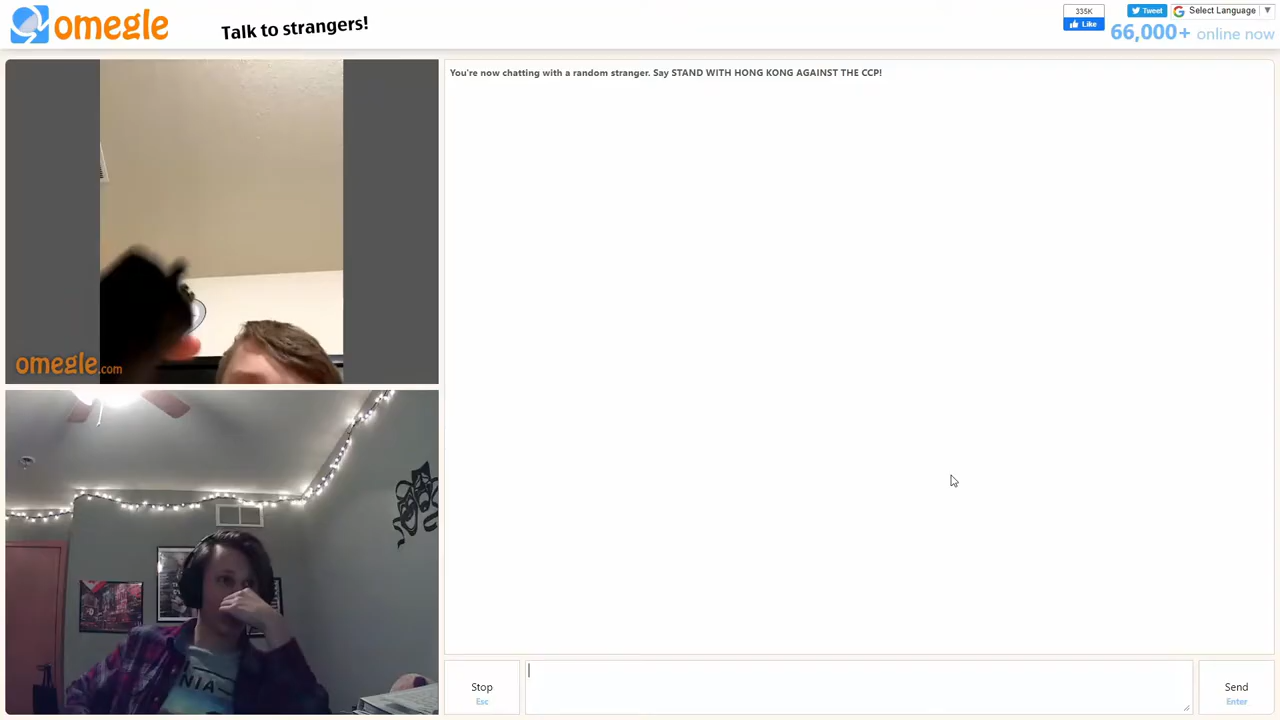 omegle
Talk to strangers!
335K
Like
Tweet
Select Language
66,000+ online now
You're now chatting with a random stranger. Say STAND WITH HONG KONG AGAINST THE CCP!
omegle.com
NIA
Stop
Esc
Send
Enter